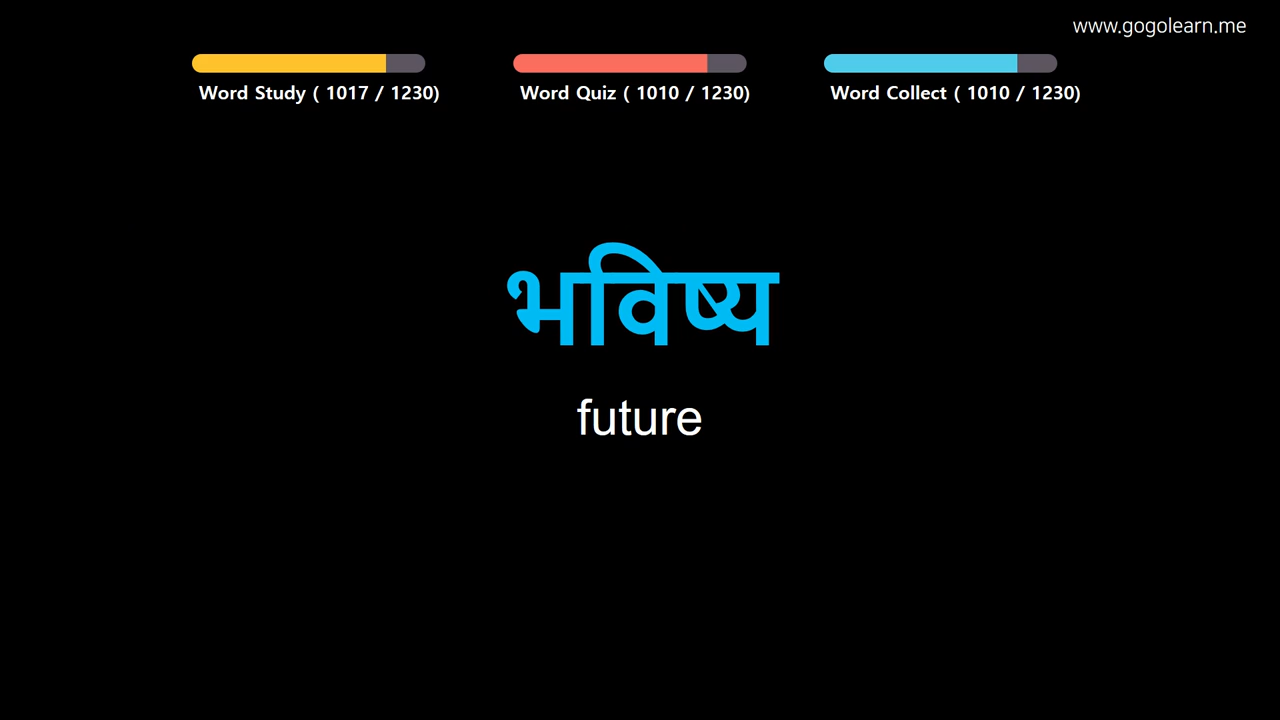 www.gogolearn.me
Word Study ( 1017 / 1230)
Word Quiz ( 1010 / 1230)
Word Collect ( 1010 / 1230)
भविष्य
future